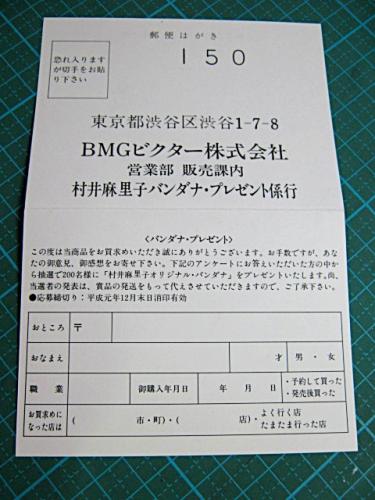 郵便はがき
恐れ入ります
が切手をお貼
り下さい
150
東京都渋谷区渋谷1-7-8
BMGビクター株式会社
営業部 販売課内
村井麻里子バンダナ・プレゼント係行
〈バンダナ・プレゼント〉
この度は当商品をお買求めいただき誠にありがとうございます。お手数ですが、あな
たの御意見、御感想をお寄せ下さい。下記のアンケートにお答えいただいた方の中か
ら抽選で200名様に「村井麻里子オリジナル・バンダナ」をプレゼントいたします。尚、
当選者の発表は、賞品の発送をもって代えさせていただきますので、ご了承下さい。
●応募締切り：平成元年12月末日消印有効
おところ 〒
おなまえ 才 男・女
職業 御購入年月日 年 月 日 ・予約して買った
・発売後買った
お買求めに
なった店は ( 市・町)・( 店)・よく行く店
たまたま行った店